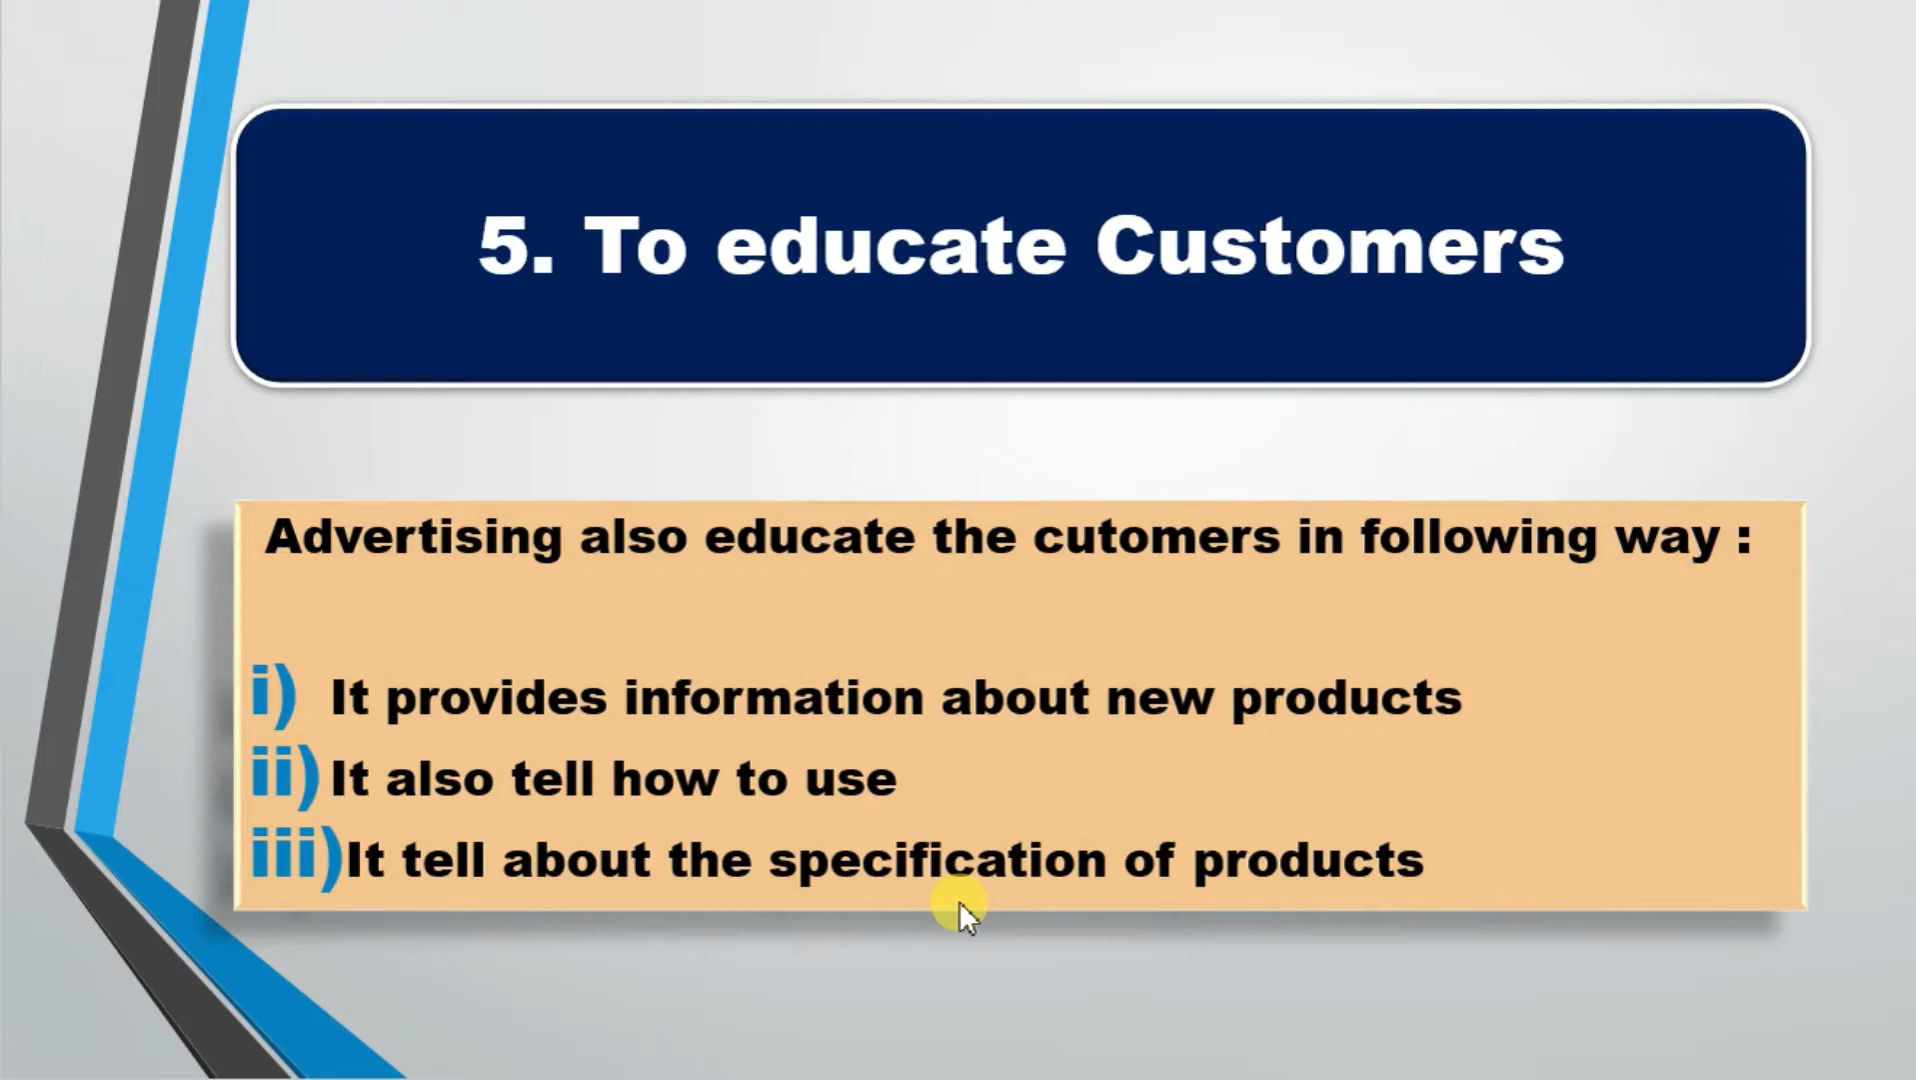 5. To educate Customers
Advertising also educate the cutomers in following way :
i) It provides information about new products
ii) It also tell how to use
iii) It tell about the specification of products